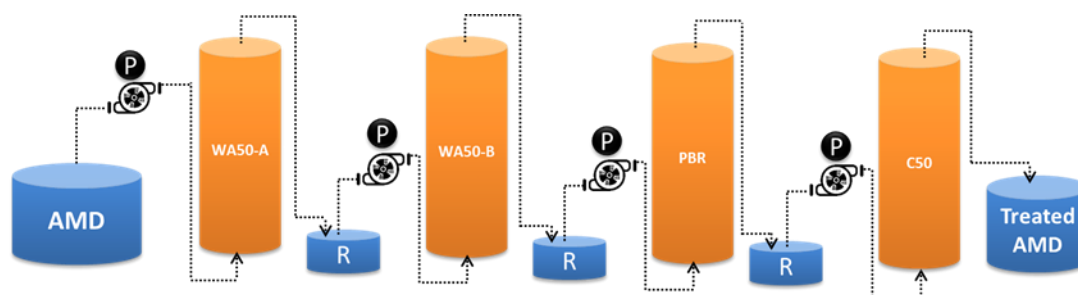 AMD
P
WA50-A
R
P
WA50-B
R
P
PBR
R
P
C50
Treated
AMD